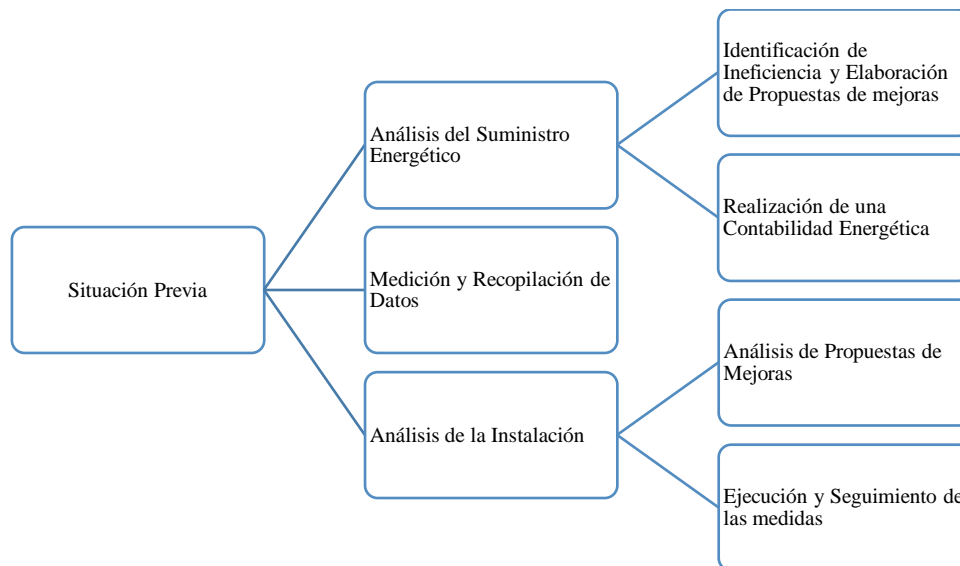 Situación Previa
Análisis del Suministro
Energético
Identificación de
Ineficiencia y Elaboración
de Propuestas de mejoras
Realización de una
Contabilidad Energética
Medición y Recopilación de
Datos
Análisis de la Instalación
Análisis de Propuestas de
Mejoras
Ejecución y Seguimiento de
las medidas